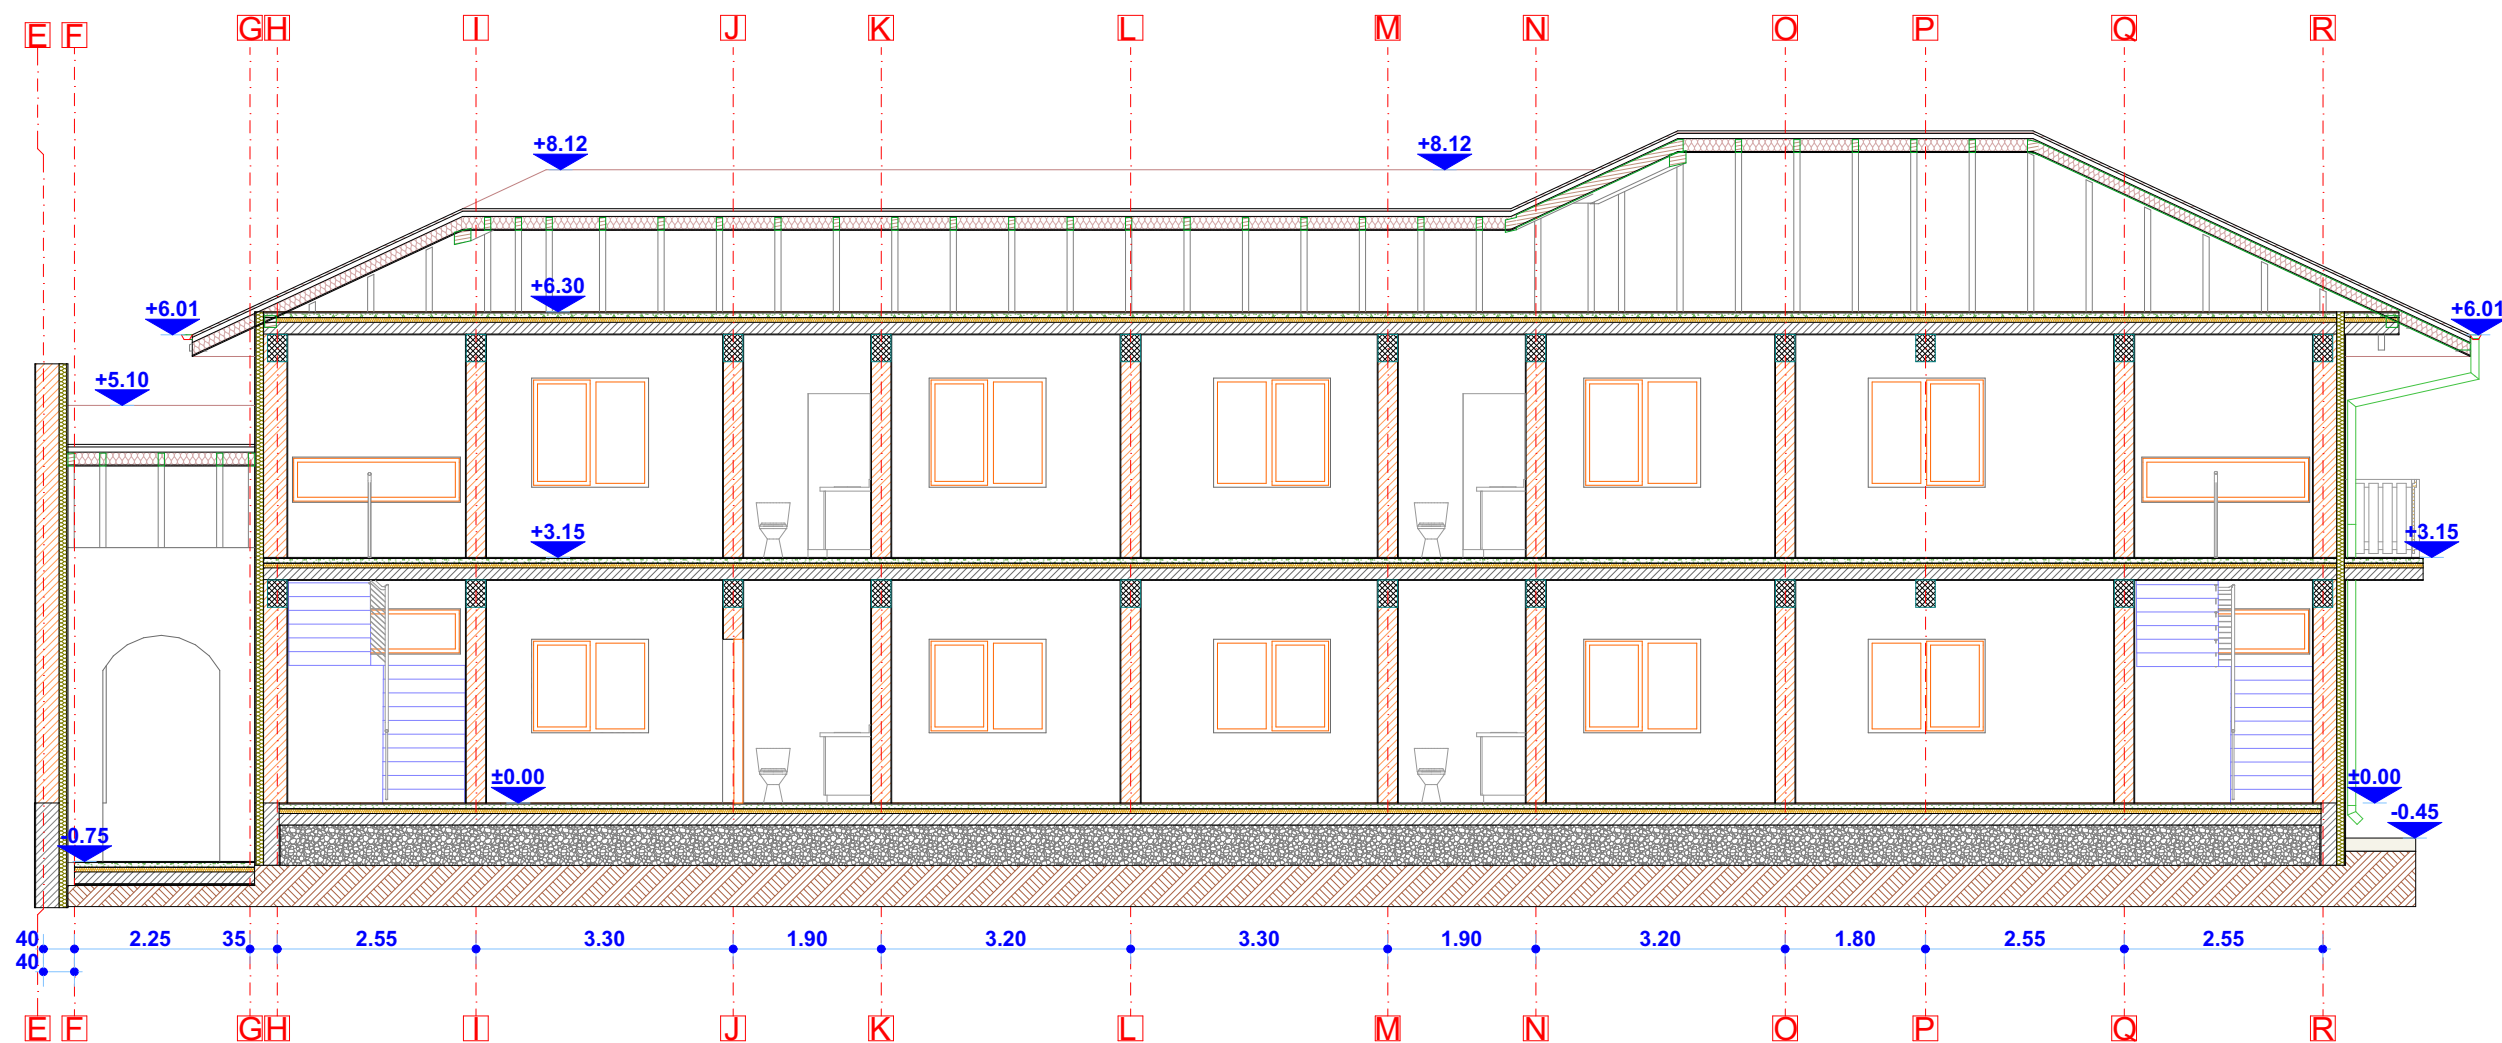 E F G H I J K L M N O P Q R
+8.12 +8.12
+6.30
+6.01 +6.01
+5.10
+3.15 +3.15
±0.00 ±0.00
-0.75 -0.45
40 2.25 35 2.55 3.30 1.90 3.20 3.30 1.90 3.20 1.80 2.55 2.55
40
E F G H I J K L M N O P Q R